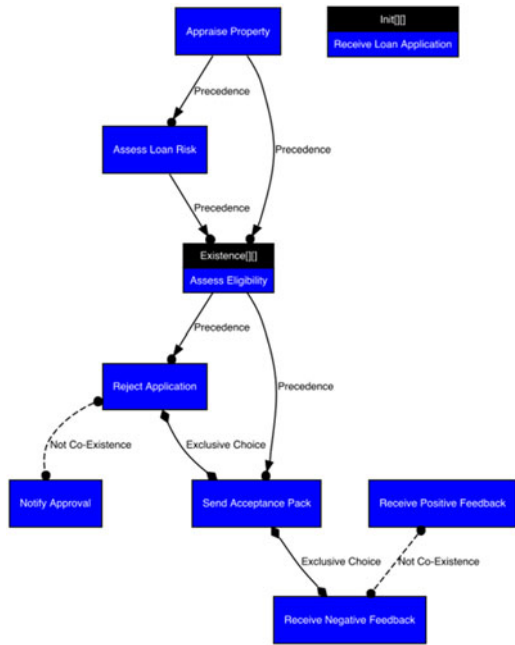 Appraise Property
Init[][]
Receive Loan Application
Precedence
Assess Loan Risk
Precedence
Precedence
Existence[][]
Assess Eligibility
Precedence
Reject Application
Precedence
Not Co-Existence
Exclusive Choice
Notify Approval
Send Acceptance Pack
Receive Positive Feedback
Exclusive Choice
Not Co-Existence
Receive Negative Feedback